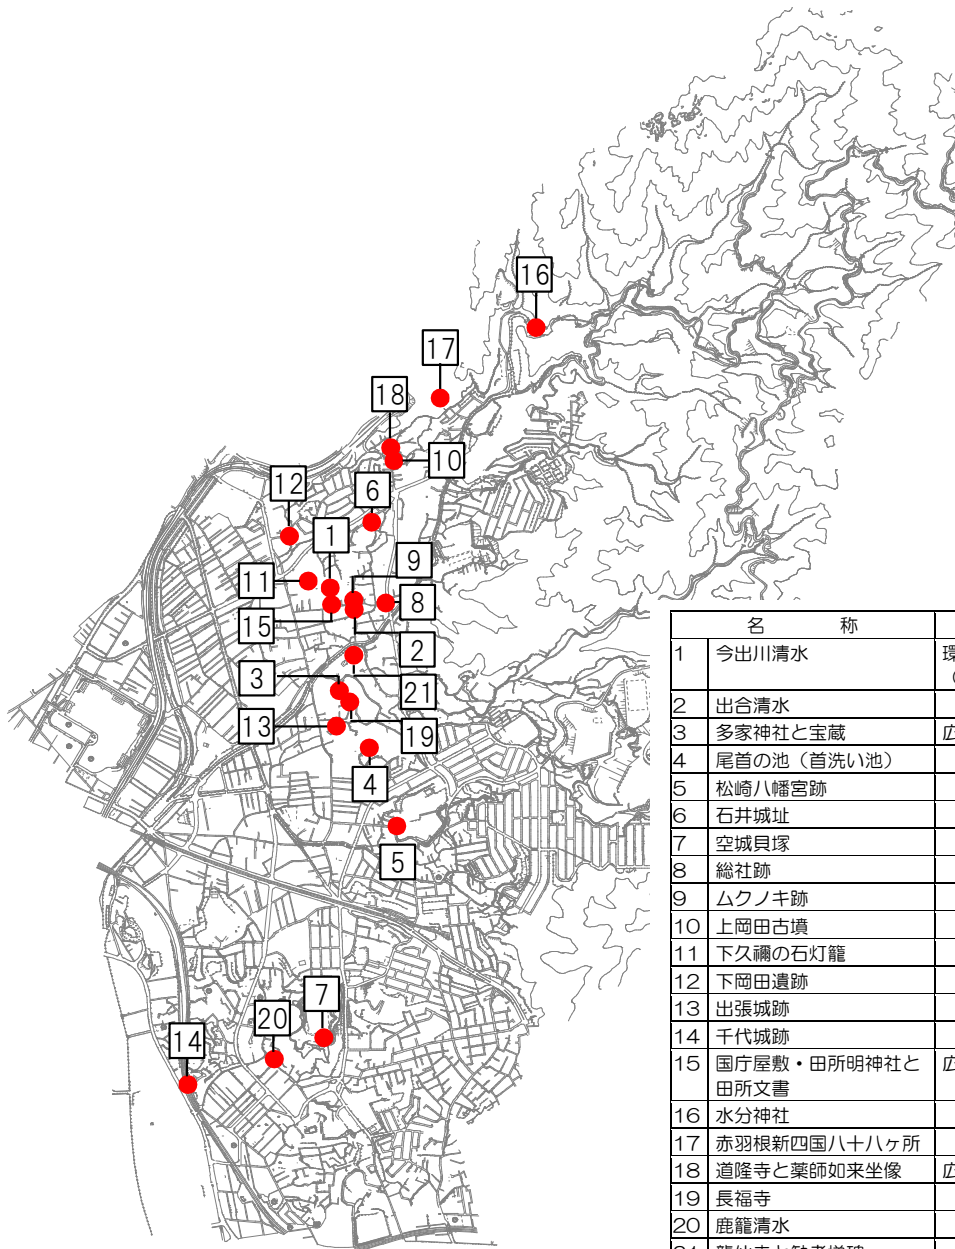 16
17
18
10
12
6
1
9
11
8
15
2
3
21
13
19
4
5
7
20
14
名 称
1 今出川清水 環
(
2 出合清水
3 多家神社と宝蔵 広
4 尾首の池（首洗い池）
5 松崎八幡宮跡
6 石井城址
7 空城貝塚
8 総社跡
9 ムクノキ跡
10 上岡田古墳
11 下久禰の石灯籠
12 下岡田遺跡
13 出張城跡
14 千代城跡
15 国庁屋敷・田所明神社と 広
田所文書
16 水分神社
17 赤羽根新四国八十八ヶ所
18 道隆寺と薬師如来坐像 広
19 長福寺
20 鹿籠清水